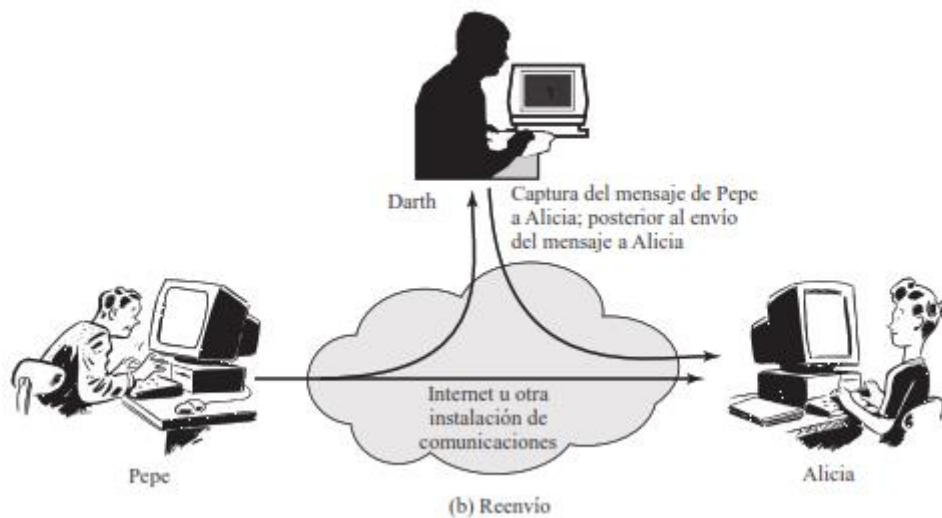 Darth
Captura del mensaje de Pepe
a Alicia; posterior al envío
del mensaje a Alicia
Internet u otra
instalación de
comunicaciones
Pepe
Alicia
(b) Reenvío